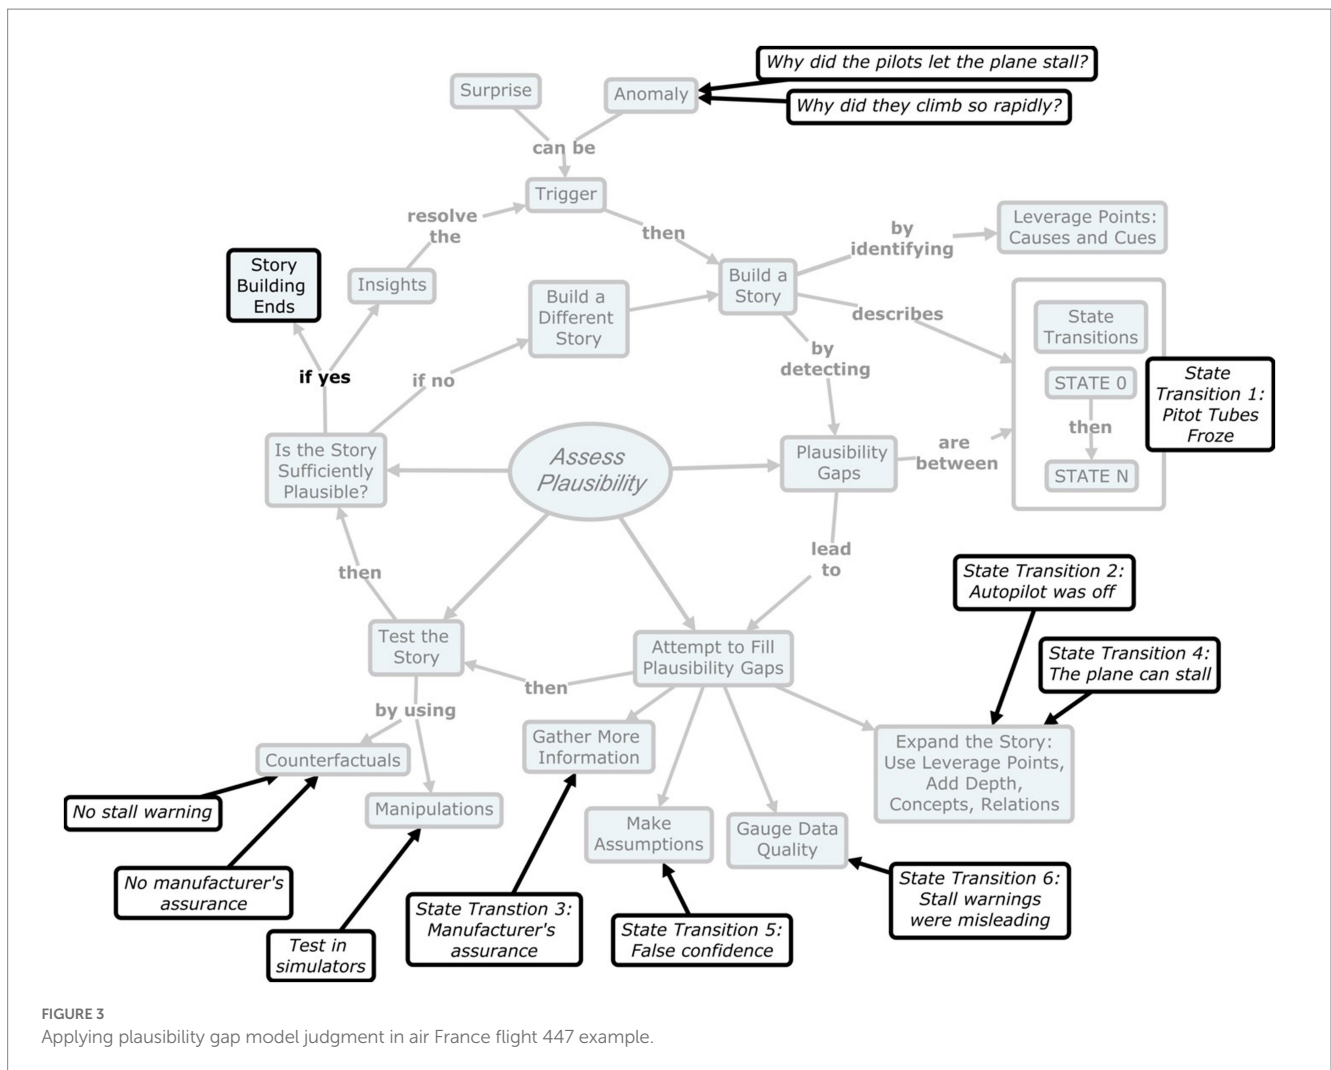 Why did the pilots let the plane stall?
Surprise
Anomaly
Why did they climb so rapidly?
can be
Trigger
resolve
the
then
by
identifying
Leverage Points:
Causes and Cues
Story
Building
Ends
Insights
Build a
Different
Story
Build a
Story
describes
State
Transitions
by
detecting
if yes
if no
STATE 0
then
STATE N
State
Transition 1:
Pitot Tubes
Froze
Is the Story
Sufficiently
Plausible?
Assess
Plausibility
Plausibility
Gaps
are
between
lead
to
then
State Transition 2:
Autopilot was off
Test the
Story
Attempt to Fill
Plausibility Gaps
State Transition 4:
The plane can stall
then
by using
Gather More
Information
Expand the Story:
Use Leverage Points,
Add Depth,
Concepts, Relations
Counterfactuals
No stall warning
Manipulations
Make
Assumptions
Gauge Data
Quality
No manufacturer's
assurance
State Transtion 3:
Manufacturer's
assurance
State Transition 6:
Stall warnings
were misleading
Test in
simulators
State Transition 5:
False confidence
FIGURE 3
Applying plausibility gap model judgment in air France flight 447 example.